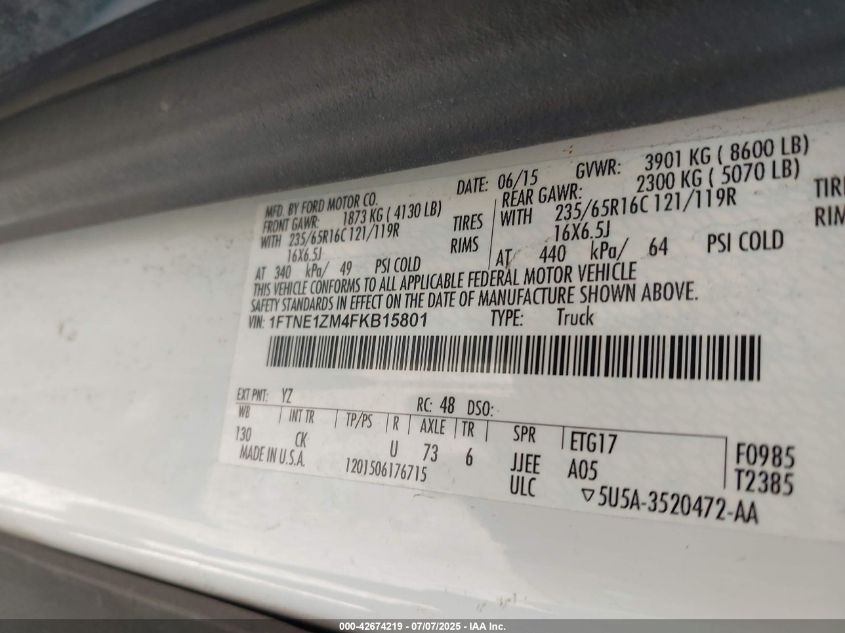 MFD. BY FORD MOTOR CO. DATE: 06/15 GVWR: 3901 KG ( 8600 LB)
FRONT GAWR: 1873 KG ( 4130 LB) REAR GAWR: 2300 KG ( 5070 LB)
WITH 235/65R16C 121/119R TIRES WITH 235/65R16C 121/119R TIRE
16X6.5J RIMS 16X6.5J RIM
AT 340 kPa/ 49 PSI COLD AT 440 kPa/ 64 PSI COLD
THIS VEHICLE CONFORMS TO ALL APPLICABLE FEDERAL MOTOR VEHICLE
SAFETY STANDARDS IN EFFECT ON THE DATE OF MANUFACTURE SHOWN ABOVE.
VIN: 1FTNE1ZM4FKB15801 TYPE: Truck
EXT PNT: YZ RC: 48 DSO:
WB INT TR TP/PS R AXLE TR SPR ETG17 F0985
130 CK U 73 6 JJEE A05 T2385
MADE IN U.S.A. 1201506176715 ULC ▽5U5A-3520472-AA
000-42674219 - 07/07/2025 - IAA Inc.